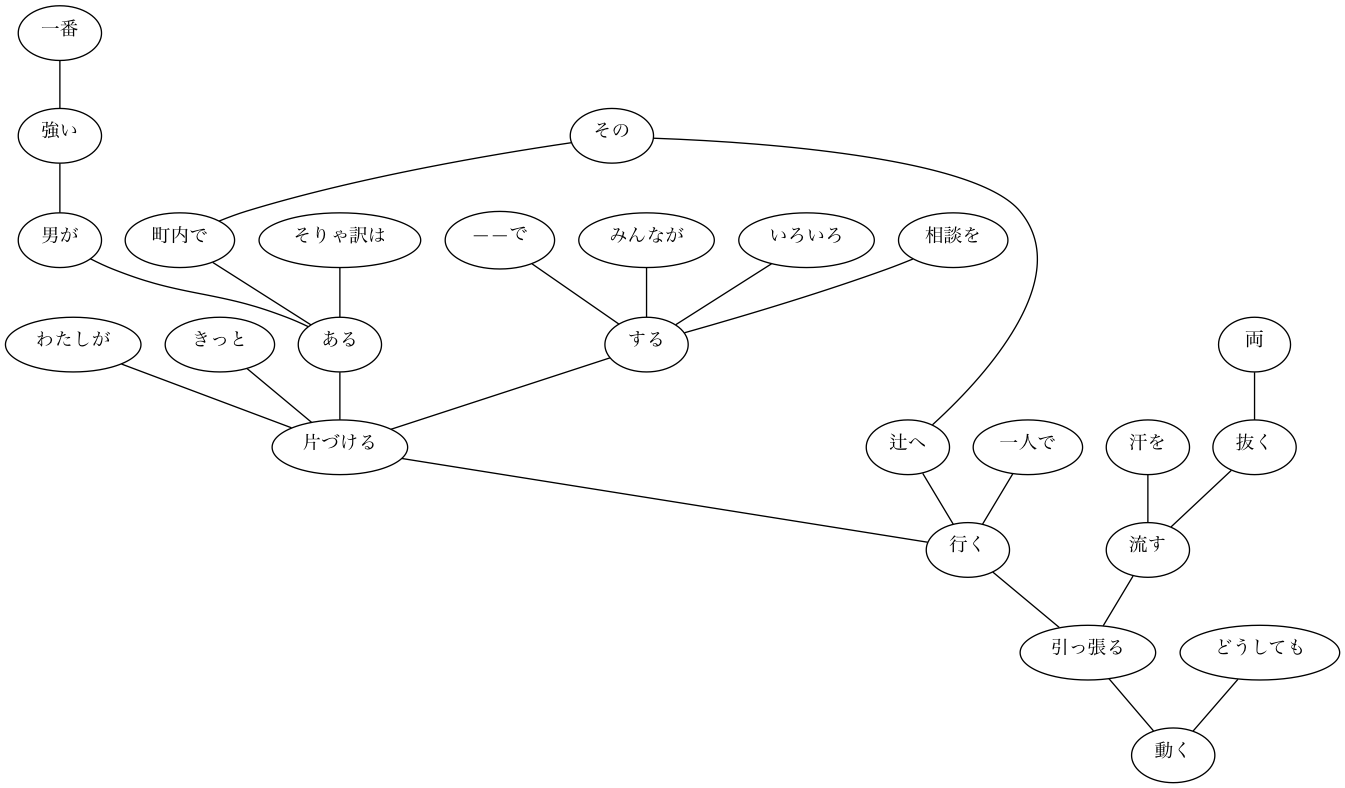 一番
強い
その
男が
町内で
そりゃ訳は
——で
みんなが
いろいろ
相談を
わたしが
きっと
ある
する
両
片づける
辻へ
一人で
汗を
抜く
行く
流す
引っ張る
どうしても
動く